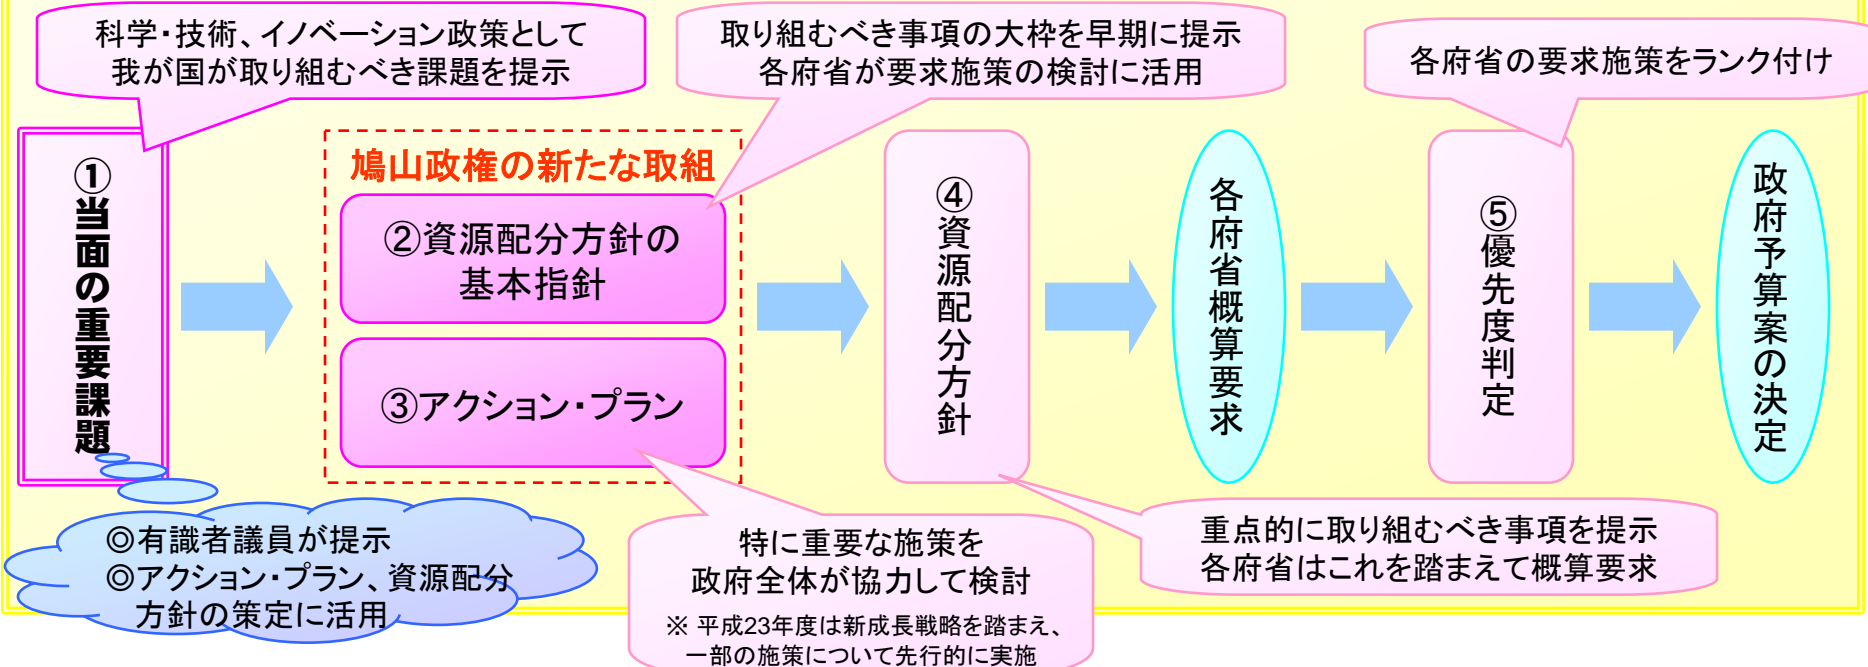 科学・技術、イノベーション政策として
我が国が取り組むべき課題を提示
取り組むべき事項の大枠を早期に提示
各府省が要求施策の検討に活用
各府省の要求施策をランク付け
①当面の重要課題
鳩山政権の新たな取組
②資源配分方針の
基本指針
③アクション・プラン
④資源配分方針
各府省概算要求
⑤優先度判定
政府予算案の決定
◎有識者議員が提示
◎アクション・プラン、資源配分
方針の策定に活用
特に重要な施策を
政府全体が協力して検討
※ 平成23年度は新成長戦略を踏まえ、
一部の施策について先行的に実施
重点的に取り組むべき事項を提示
各府省はこれを踏まえて概算要求